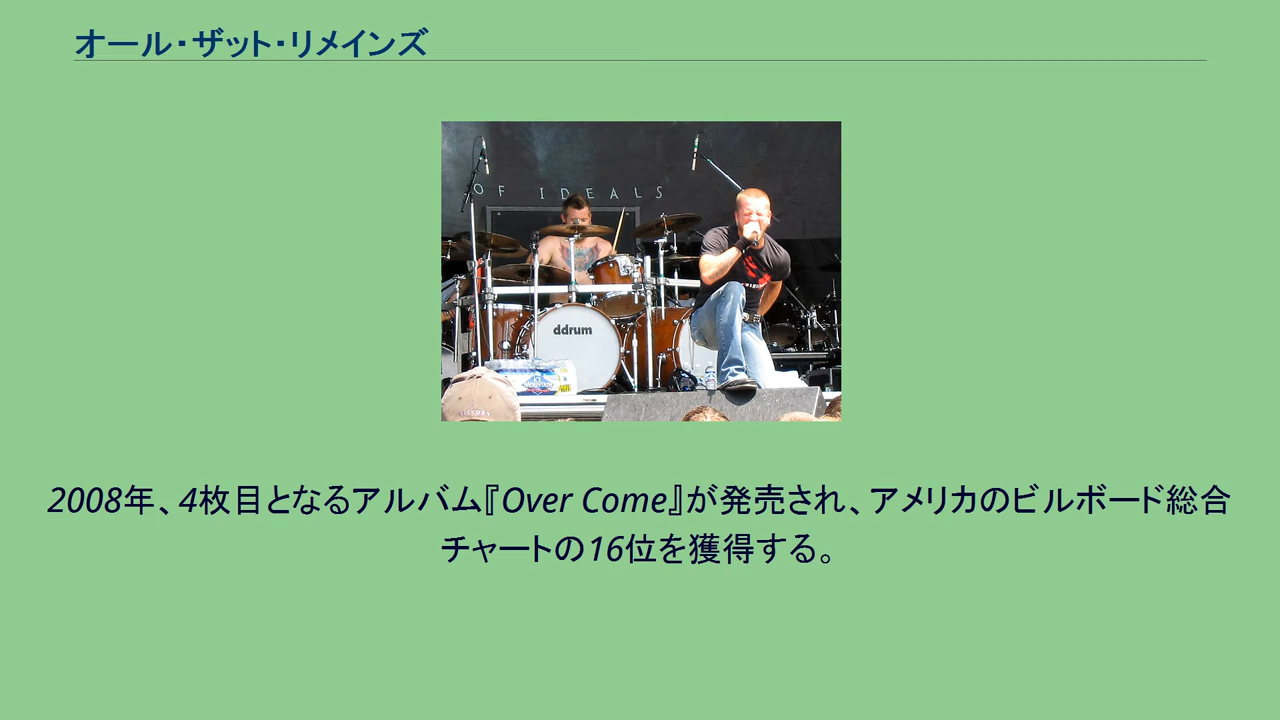 オール・ザット・リメインズ
OF IDEALS
ddrum
2008年、4枚目となるアルバム『Over Come』が発売され、アメリカのビルボード総合
チャートの16位を獲得する。